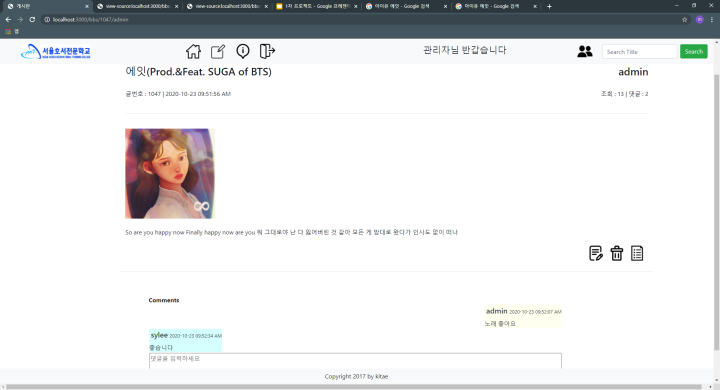 게시판
view-source:localhost:3000/bbs/
view-source:localhost:3000/bbs/
1차 프로젝트 - Google 프레젠
아이유 에잇 - Google 검색
아이유 에잇 - Google 검색
localhost:3000/bbs/1047/admin
앱
서울호서전문학교
관리자님 반갑습니다
Search Title
Search
에잇(Prod.&Feat. SUGA of BTS)
admin
글번호 : 1047 | 2020-10-23 09:51:56 AM
조회 : 13 | 댓글 : 2
So are you happy now Finally happy now are you 뭐 그대로야 난 다 잃어버린 것 같아 모든 게 맘대로 왔다가 인사도 없이 떠나
Comments
admin 2020-10-23 09:52:07 AM
노래 좋아요
sylee 2020-10-23 09:52:34 AM
좋습니다
댓글을 입력하세요
Copyright 2017 by kitae